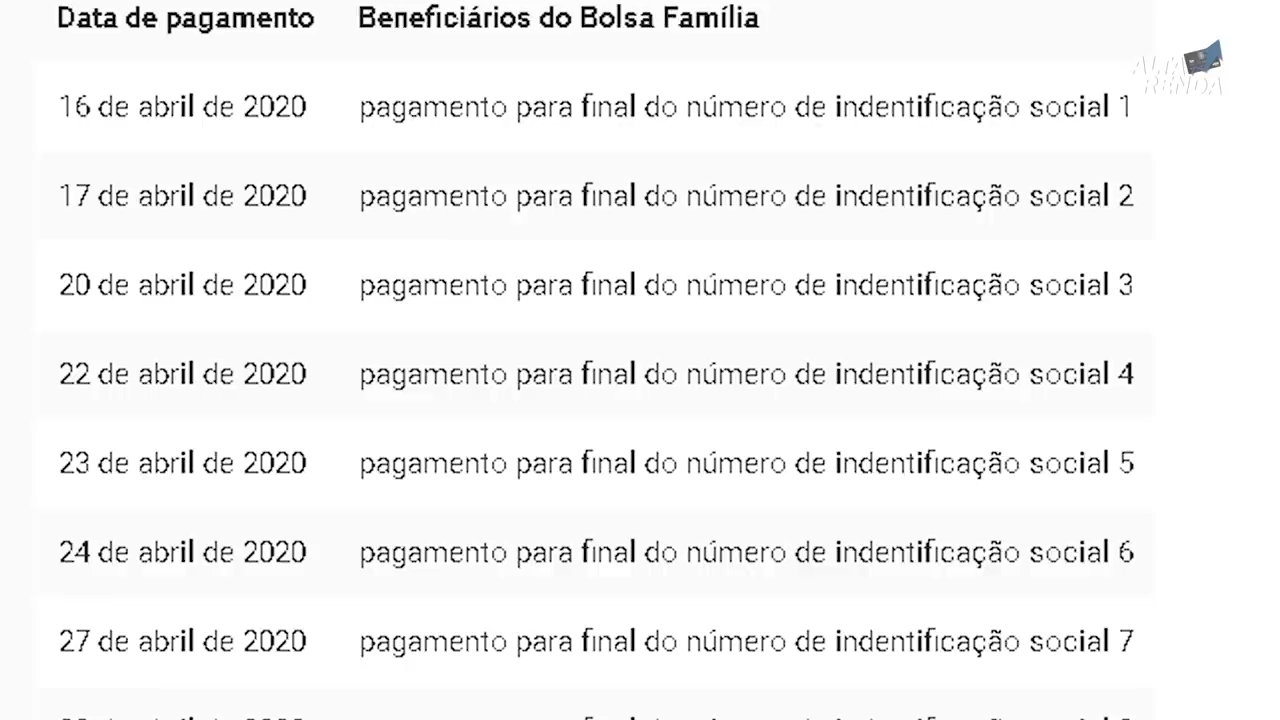 Data de pagamento Beneficiários do Bolsa Família
ALTA RENDA
16 de abril de 2020 pagamento para final do número de indentificação social 1
17 de abril de 2020 pagamento para final do número de indentificação social 2
20 de abril de 2020 pagamento para final do número de indentificação social 3
22 de abril de 2020 pagamento para final do número de indentificação social 4
23 de abril de 2020 pagamento para final do número de indentificação social 5
24 de abril de 2020 pagamento para final do número de indentificação social 6
27 de abril de 2020 pagamento para final do número de indentificação social 7